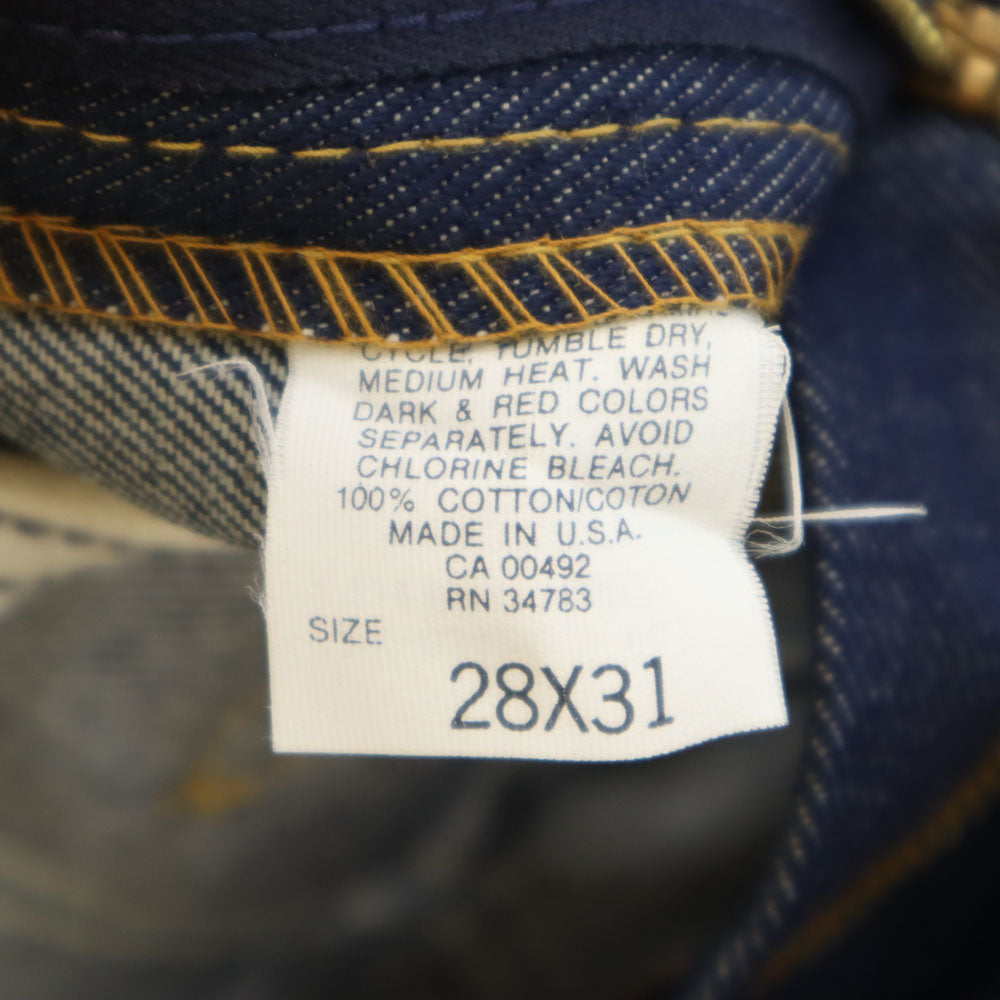 CYCLE, TUMBLE DRY,
MEDIUM HEAT. WASH
DARK & RED COLORS
SEPARATELY. AVOID
CHLORINE BLEACH.
100% COTTON/COTON
MADE IN U.S.A.
CA 00492
RN 34783
SIZE
28X31